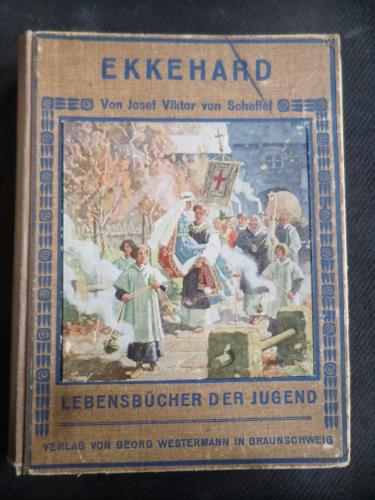 EKKEHARD
Von Josef Viktor von Scheffel
LEBENSBÜCHER DER JUGEND
VERLAG VON GEORG WESTERMANN IN BRAUNSCHWEIG